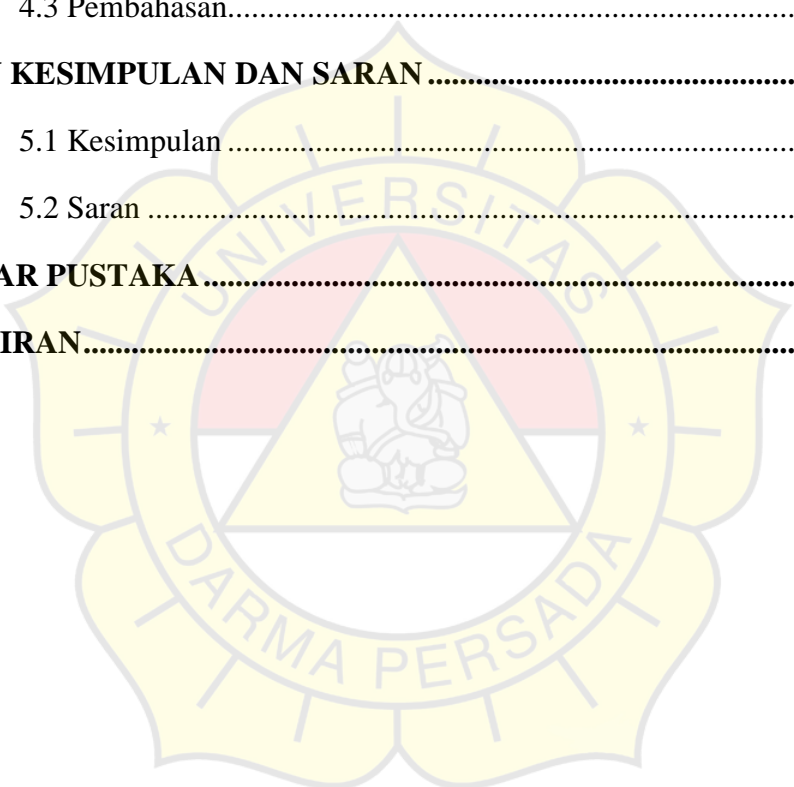 4.3 Pembahasan........................................................................
KESIMPULAN DAN SARAN.............................................
5.1 Kesimpulan........................................................................
5.2 Saran..................................................................................
AR PUSTAKA..........................................................................
IRAN.........................................................................................
UNIVERSITAS
DARMA PERSADA